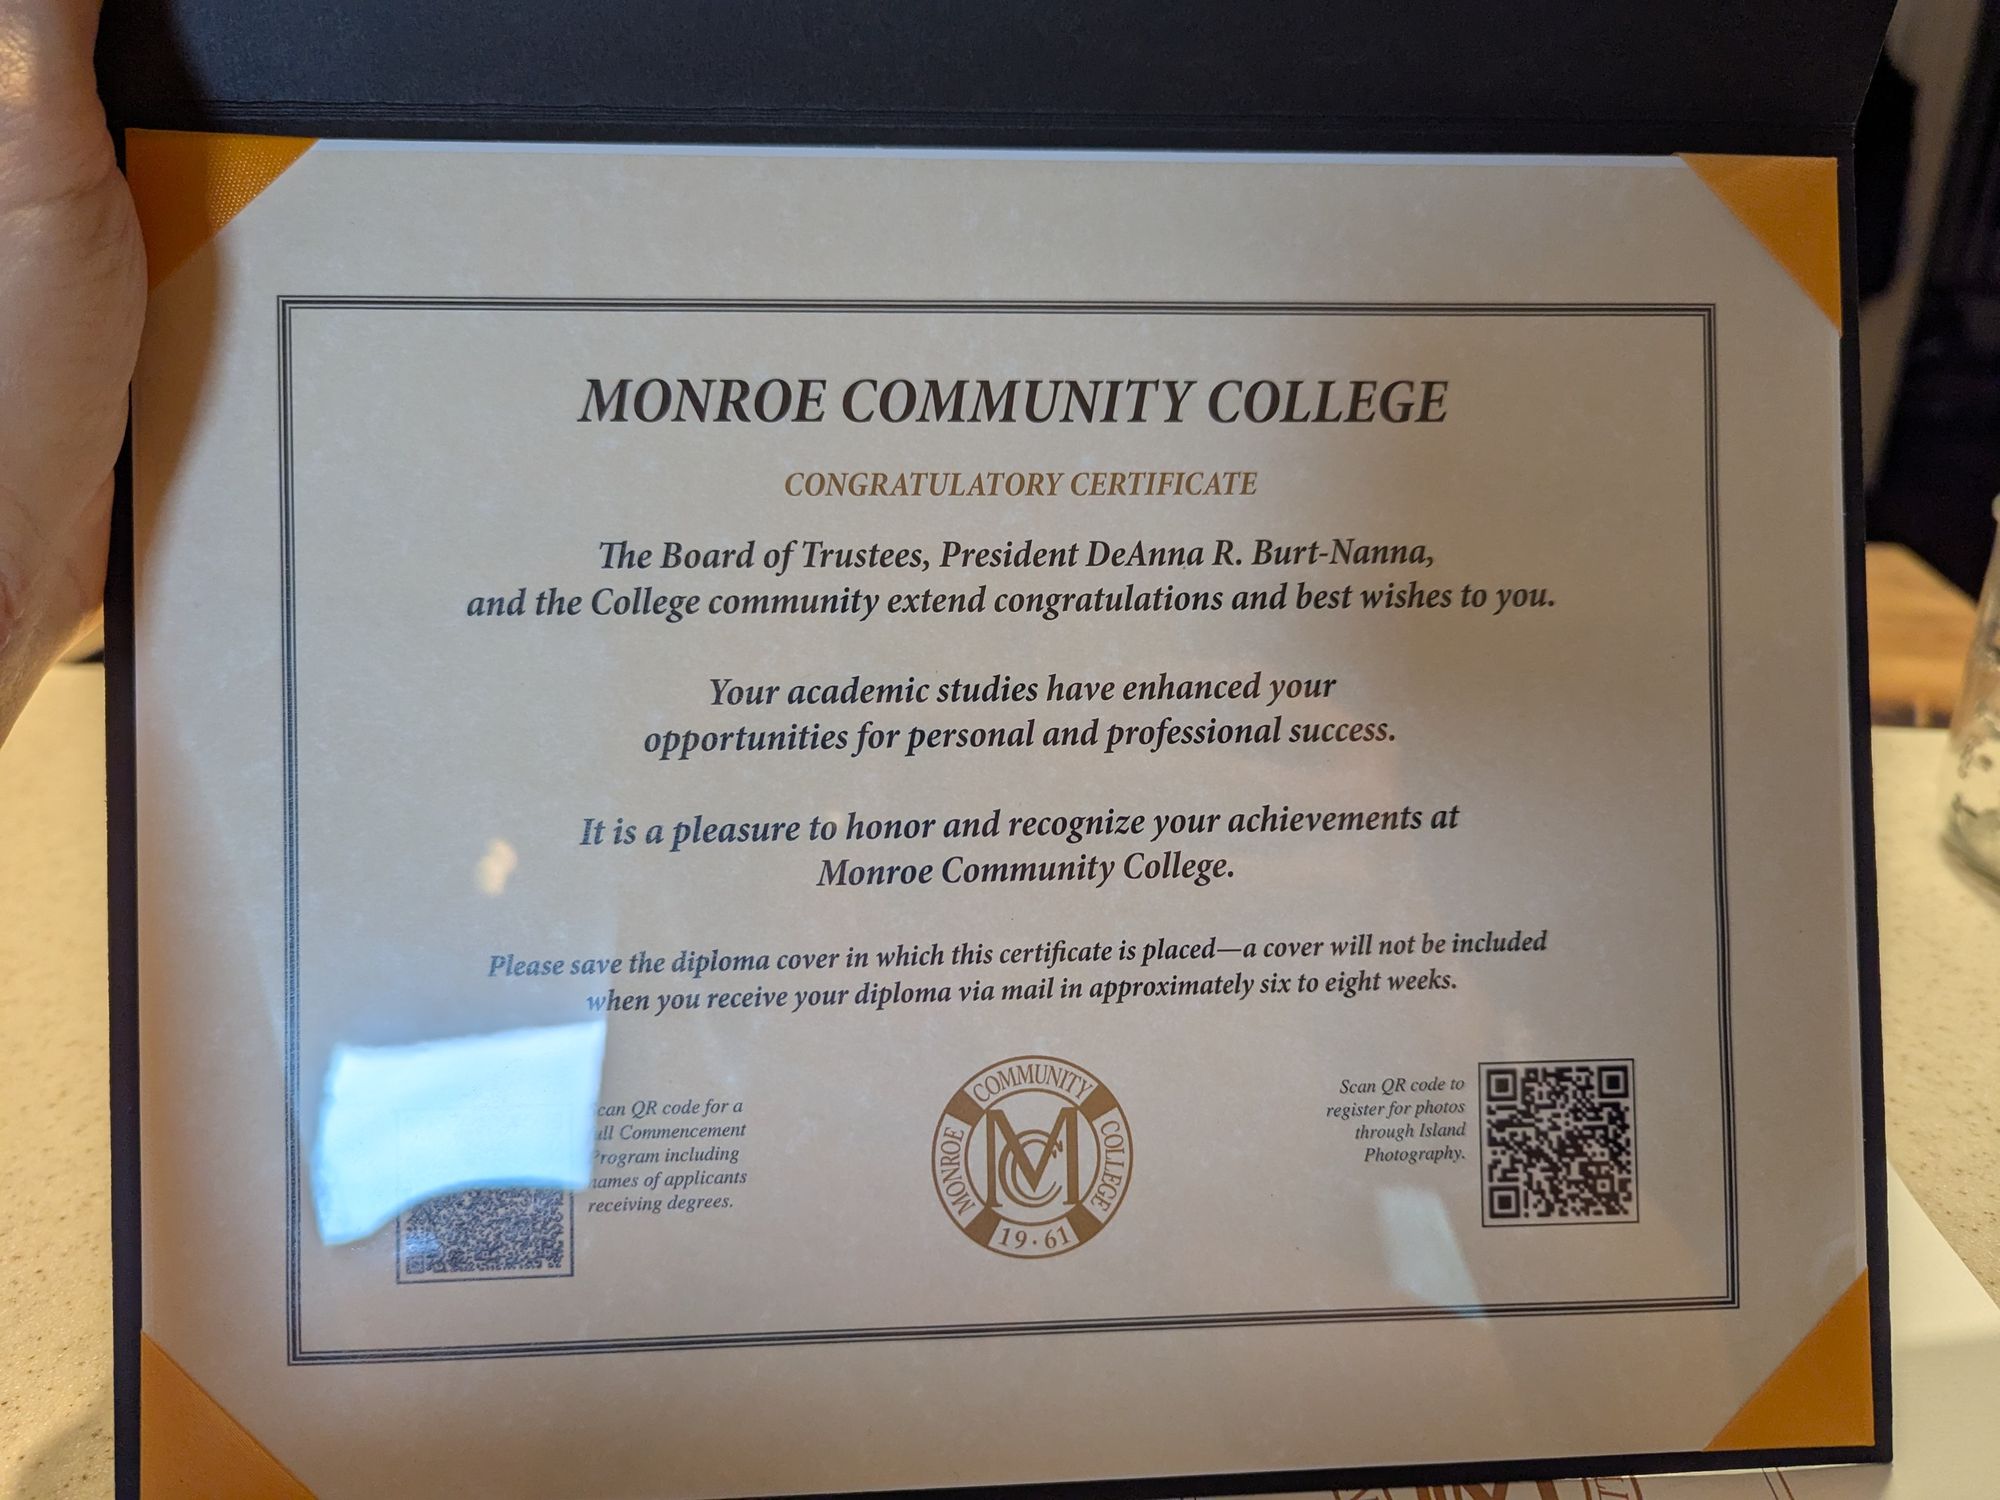 MONROE COMMUNITY COLLEGE
CONGRATULATORY CERTIFICATE
The Board of Trustees, President DeAnna R. Burt-Nanna,
and the College community extend congratulations and best wishes to you.
Your academic studies have enhanced your
opportunities for personal and professional success.
It is a pleasure to honor and recognize your achievements at
Monroe Community College.
Please save the diploma cover in which this certificate is placed—a cover will not be included
when you receive your diploma via mail in approximately six to eight weeks.
Scan QR code for a
full Commencement
Program including
names of applicants
receiving degrees.
MONROE COMMUNITY COLLEGE
19·61
MCC
Scan QR code to
register for photos
through Island
Photography.